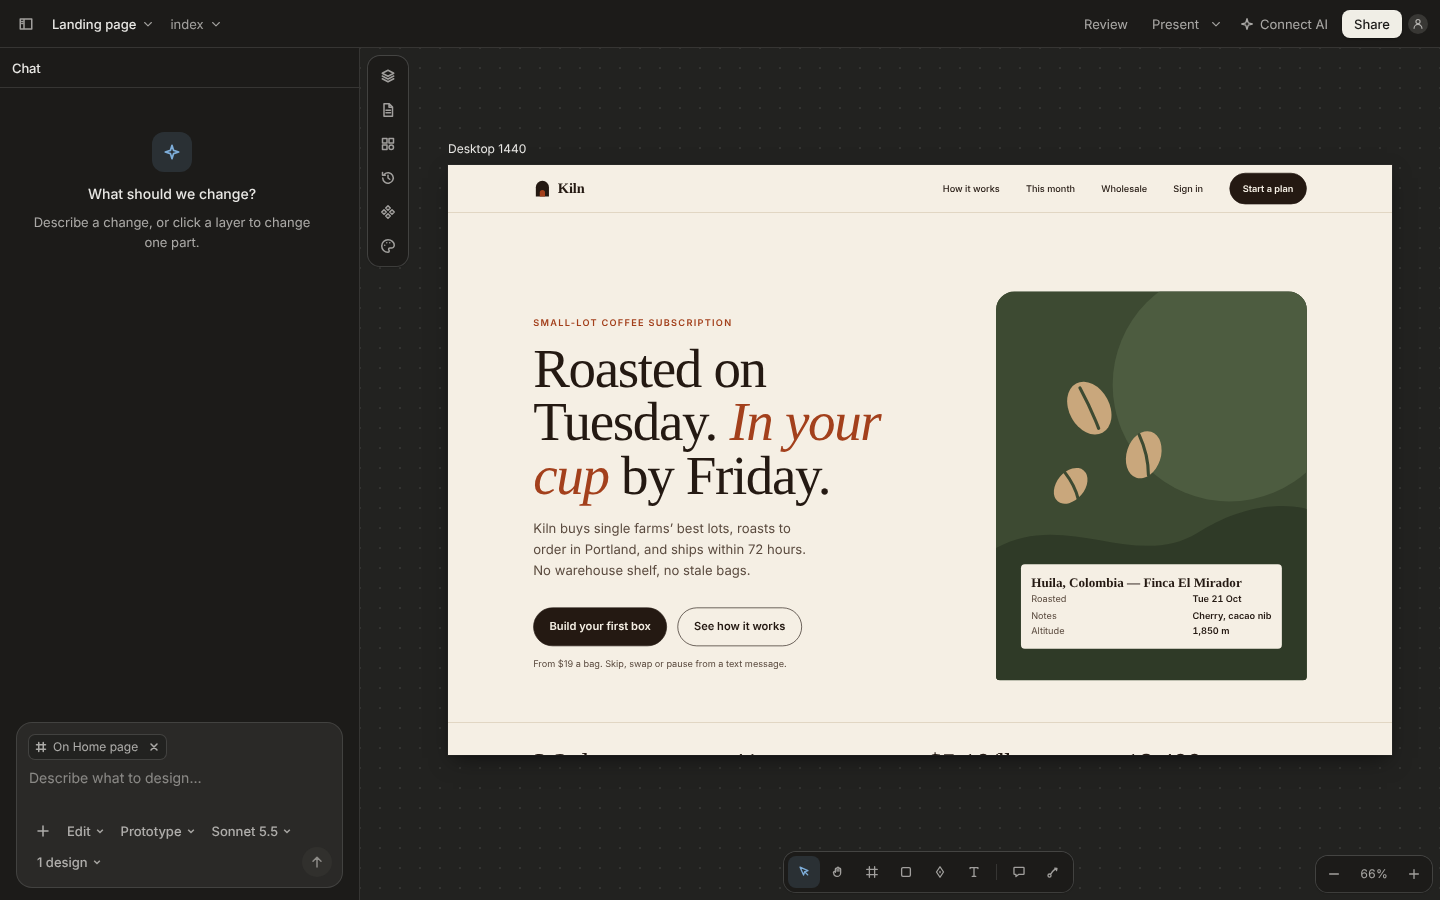 Landing page
index
Review
Present
Connect AI
Share
Chat
What should we change?
Describe a change, or click a layer to change
one part.
On Home page
Describe what to design...
Edit
Prototype
Sonnet 5.5
1 design
Desktop 1440
Kiln
How it works
This month
Wholesale
Sign in
Start a plan
SMALL-LOT COFFEE SUBSCRIPTION
Roasted on
Tuesday. In your
cup by Friday.
Kiln buys single farms’ best lots, roasts to
order in Portland, and ships within 72 hours.
No warehouse shelf, no stale bags.
Build your first box
See how it works
From $19 a bag. Skip, swap or pause from a text message.
Huila, Colombia — Finca El Mirador
Roasted Tue 21 Oct
Notes Cherry, cacao nib
Altitude 1,850 m
66%